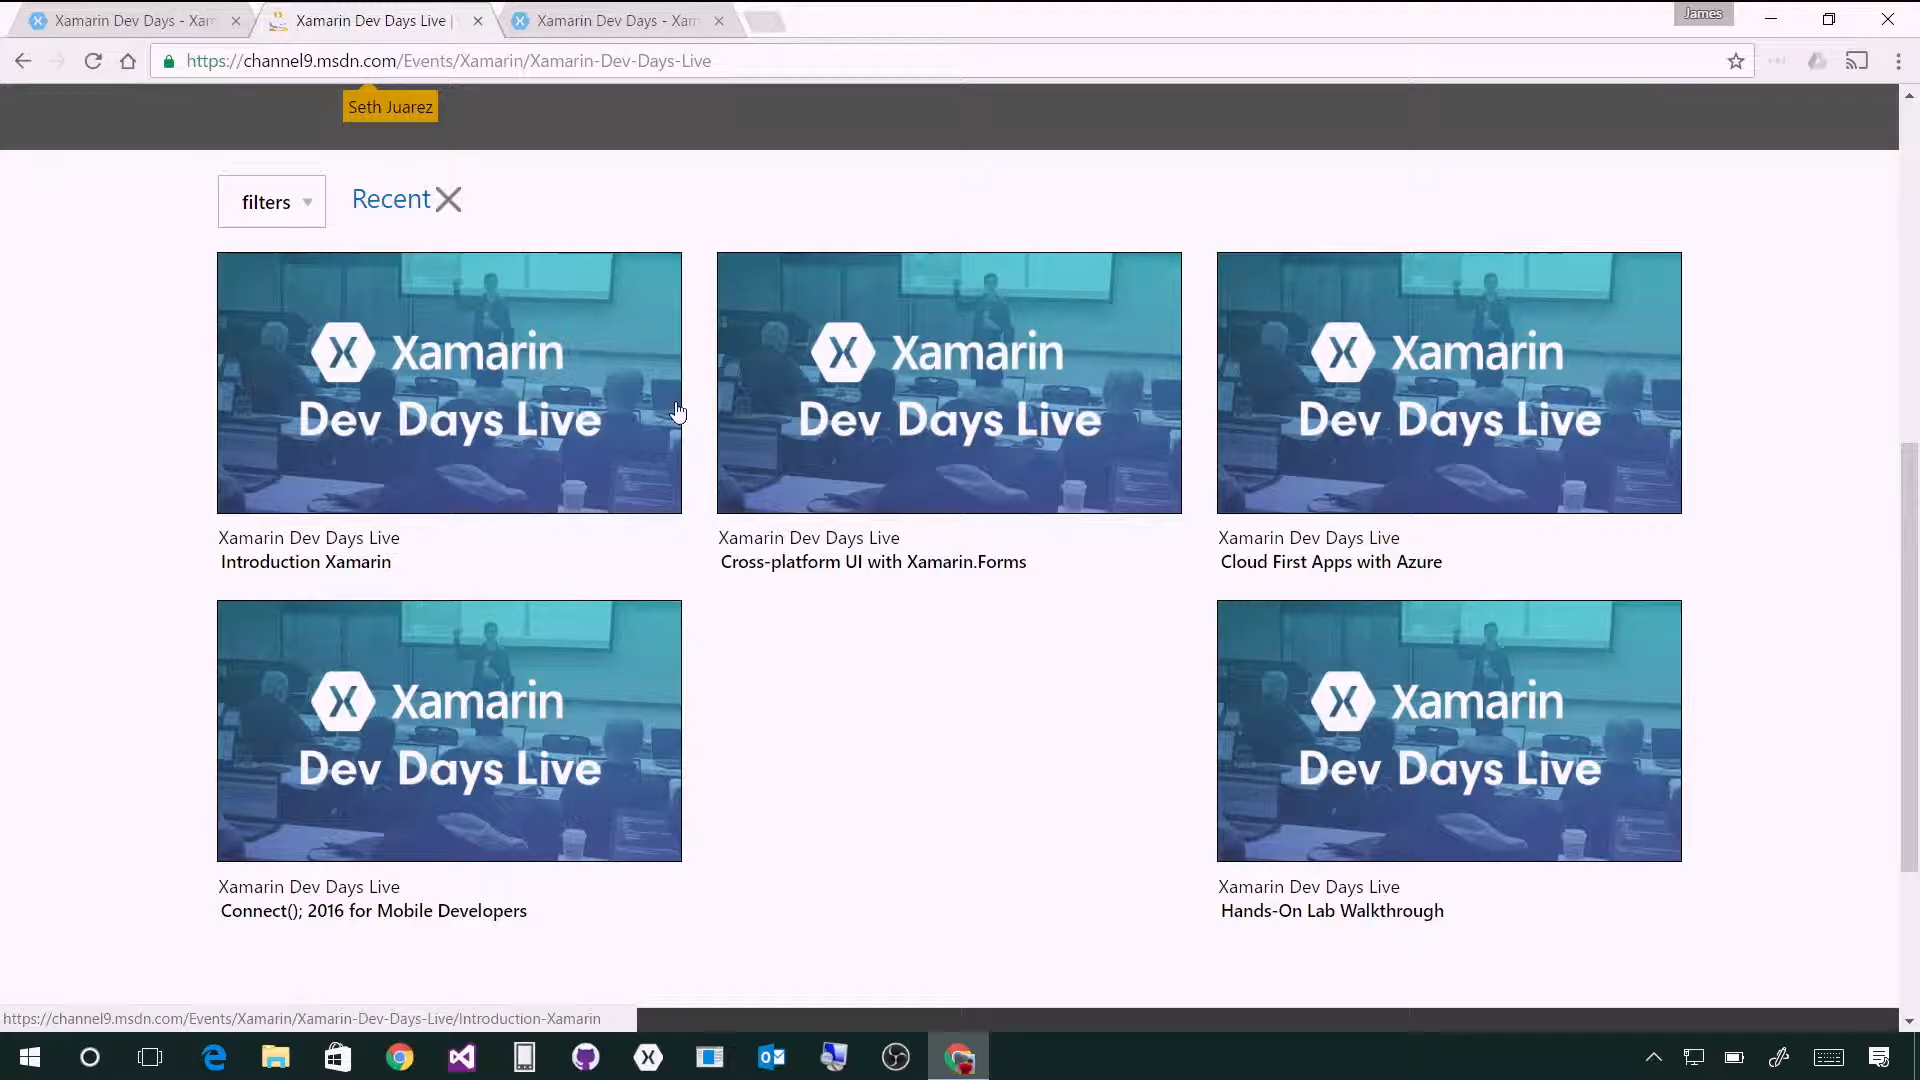 Xamarin Dev Days - Xam
Xamarin Dev Days Live |
Xamarin Dev Days - Xam
James
https://channel9.msdn.com/Events/Xamarin/Xamarin-Dev-Days-Live
Seth Juarez
filters
Recent
Xamarin
Dev Days Live
Xamarin
Dev Days Live
Xamarin
Dev Days Live
Xamarin Dev Days Live
Introduction Xamarin
Xamarin Dev Days Live
Cross-platform UI with Xamarin.Forms
Xamarin Dev Days Live
Cloud First Apps with Azure
Xamarin
Dev Days Live
Xamarin
Dev Days Live
Xamarin Dev Days Live
Connect(); 2016 for Mobile Developers
Xamarin Dev Days Live
Hands-On Lab Walkthrough
https://channel9.msdn.com/Events/Xamarin/Xamarin-Dev-Days-Live/Introduction-Xamarin